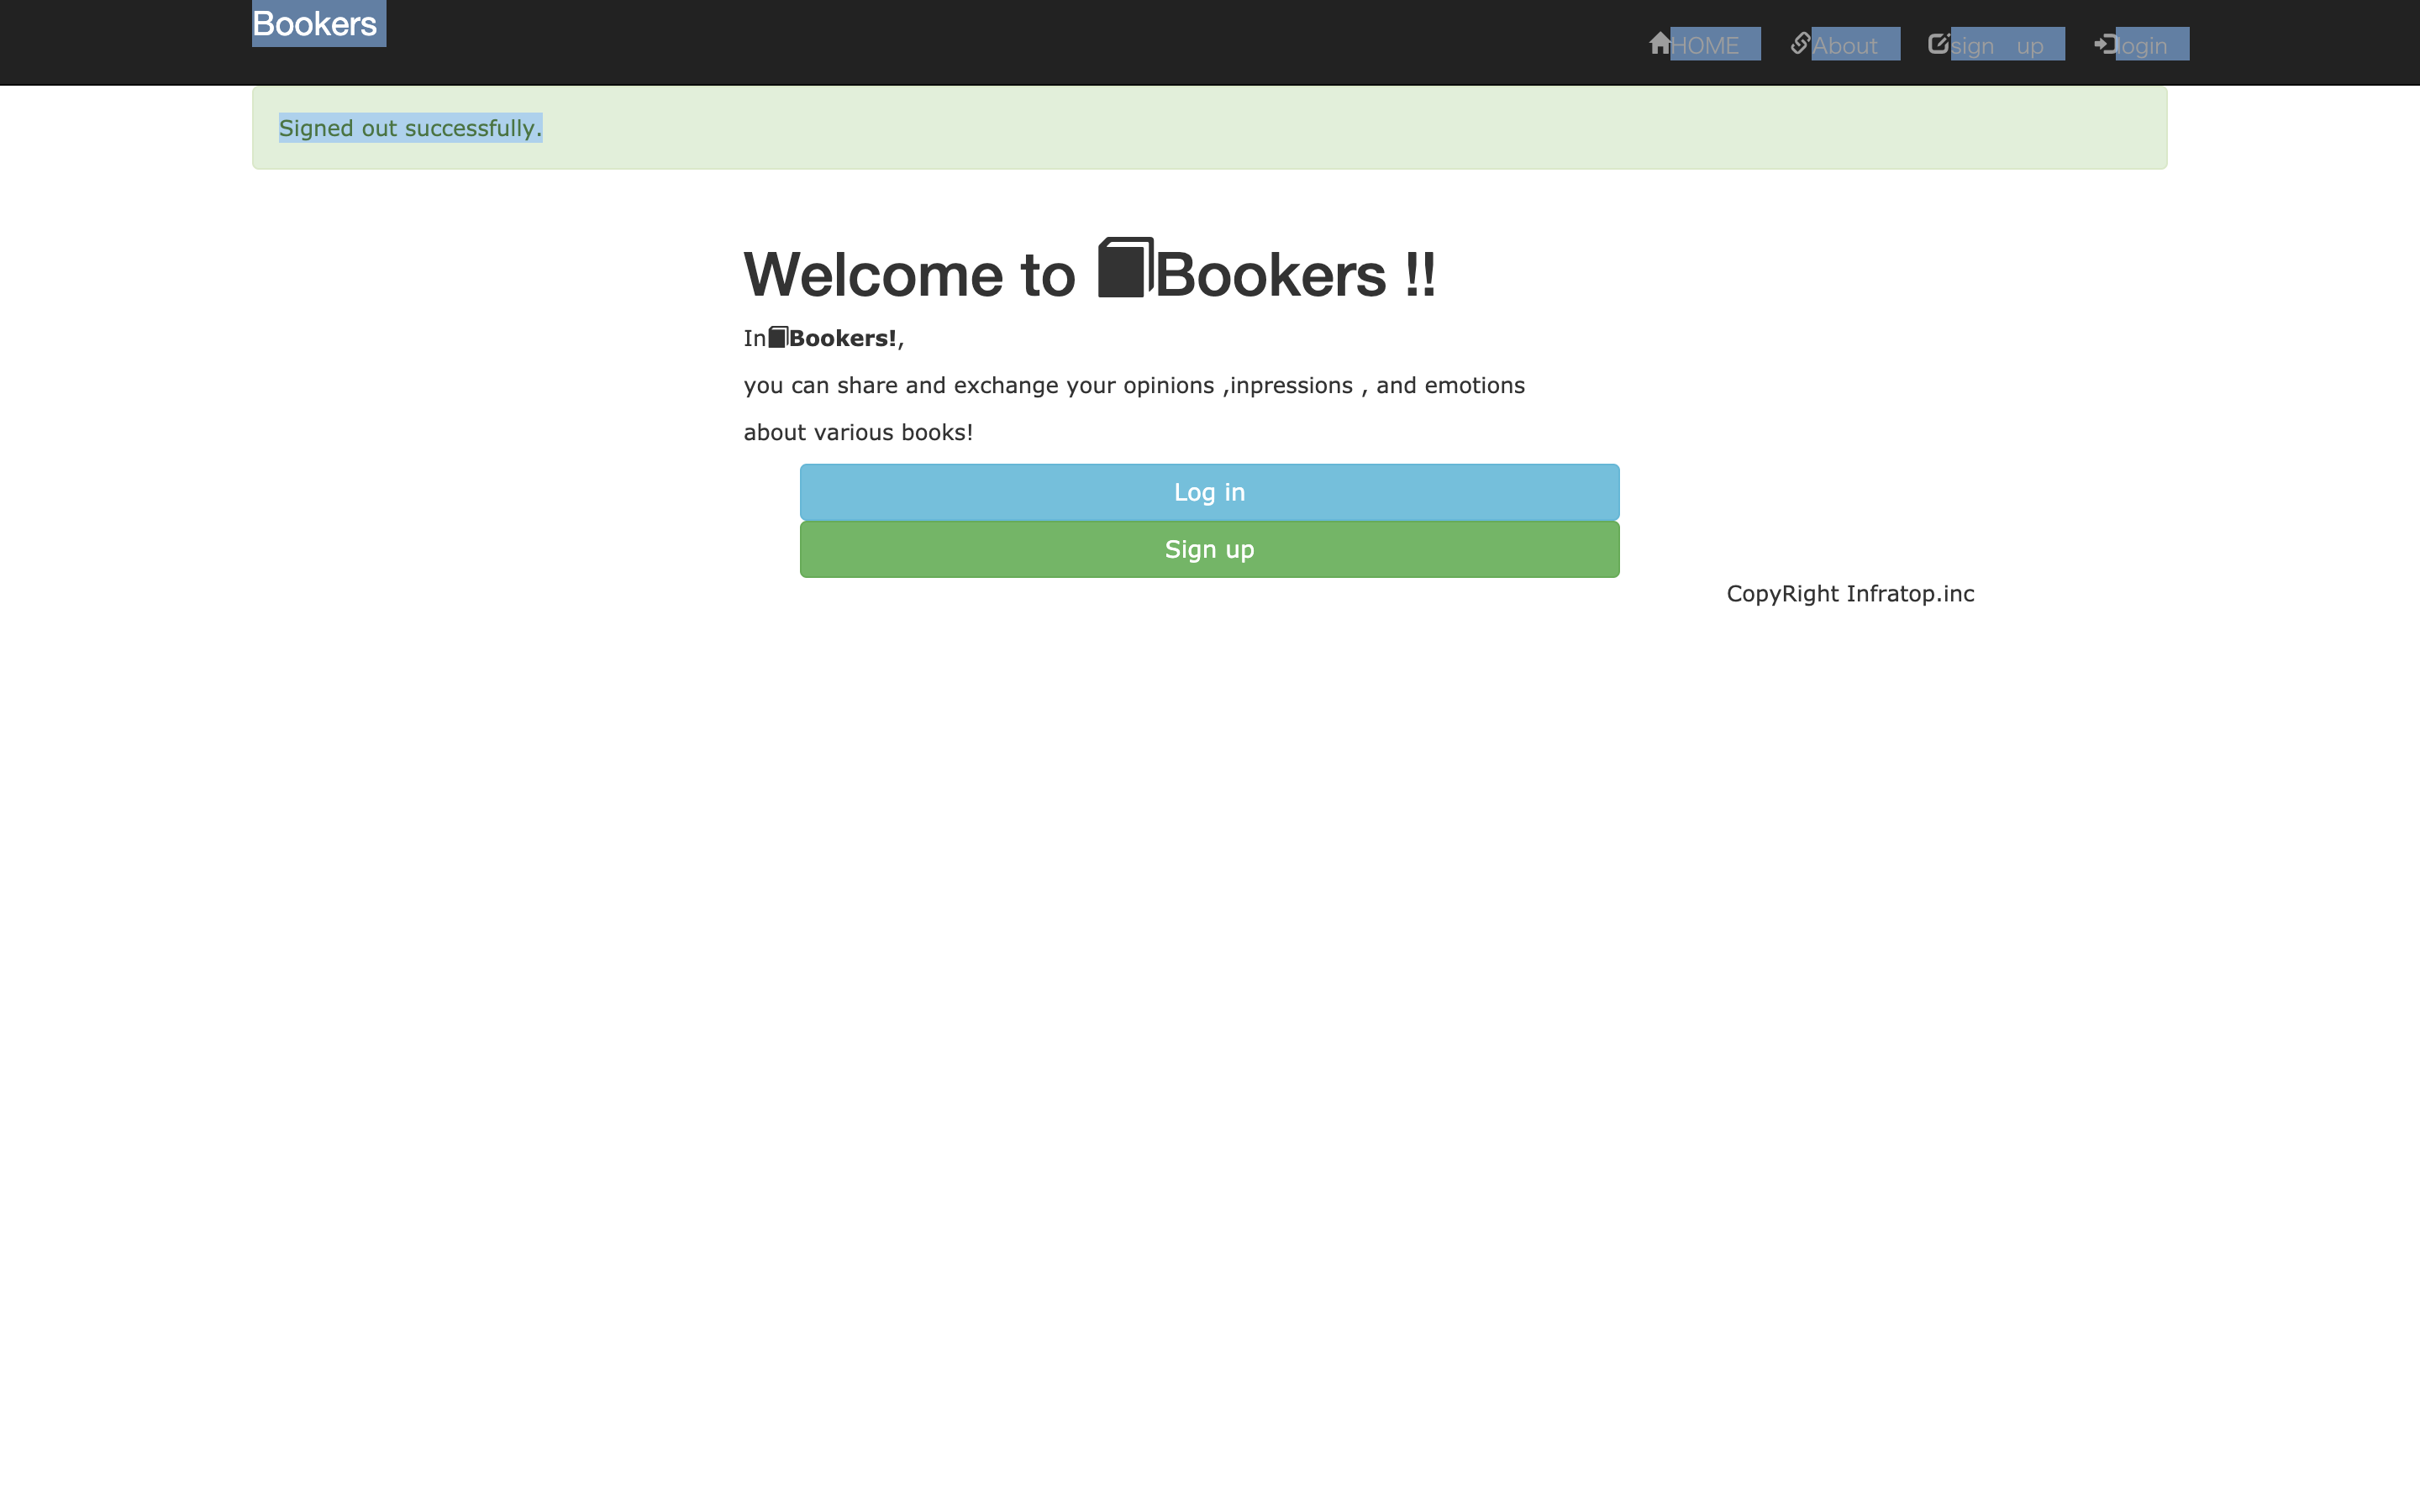 Bookers
HOME About sign up login
Signed out successfully.
Welcome to Bookers !!
In Bookers!,
you can share and exchange your opinions ,inpressions , and emotions
about various books!
Log in
Sign up
CopyRight Infratop.inc